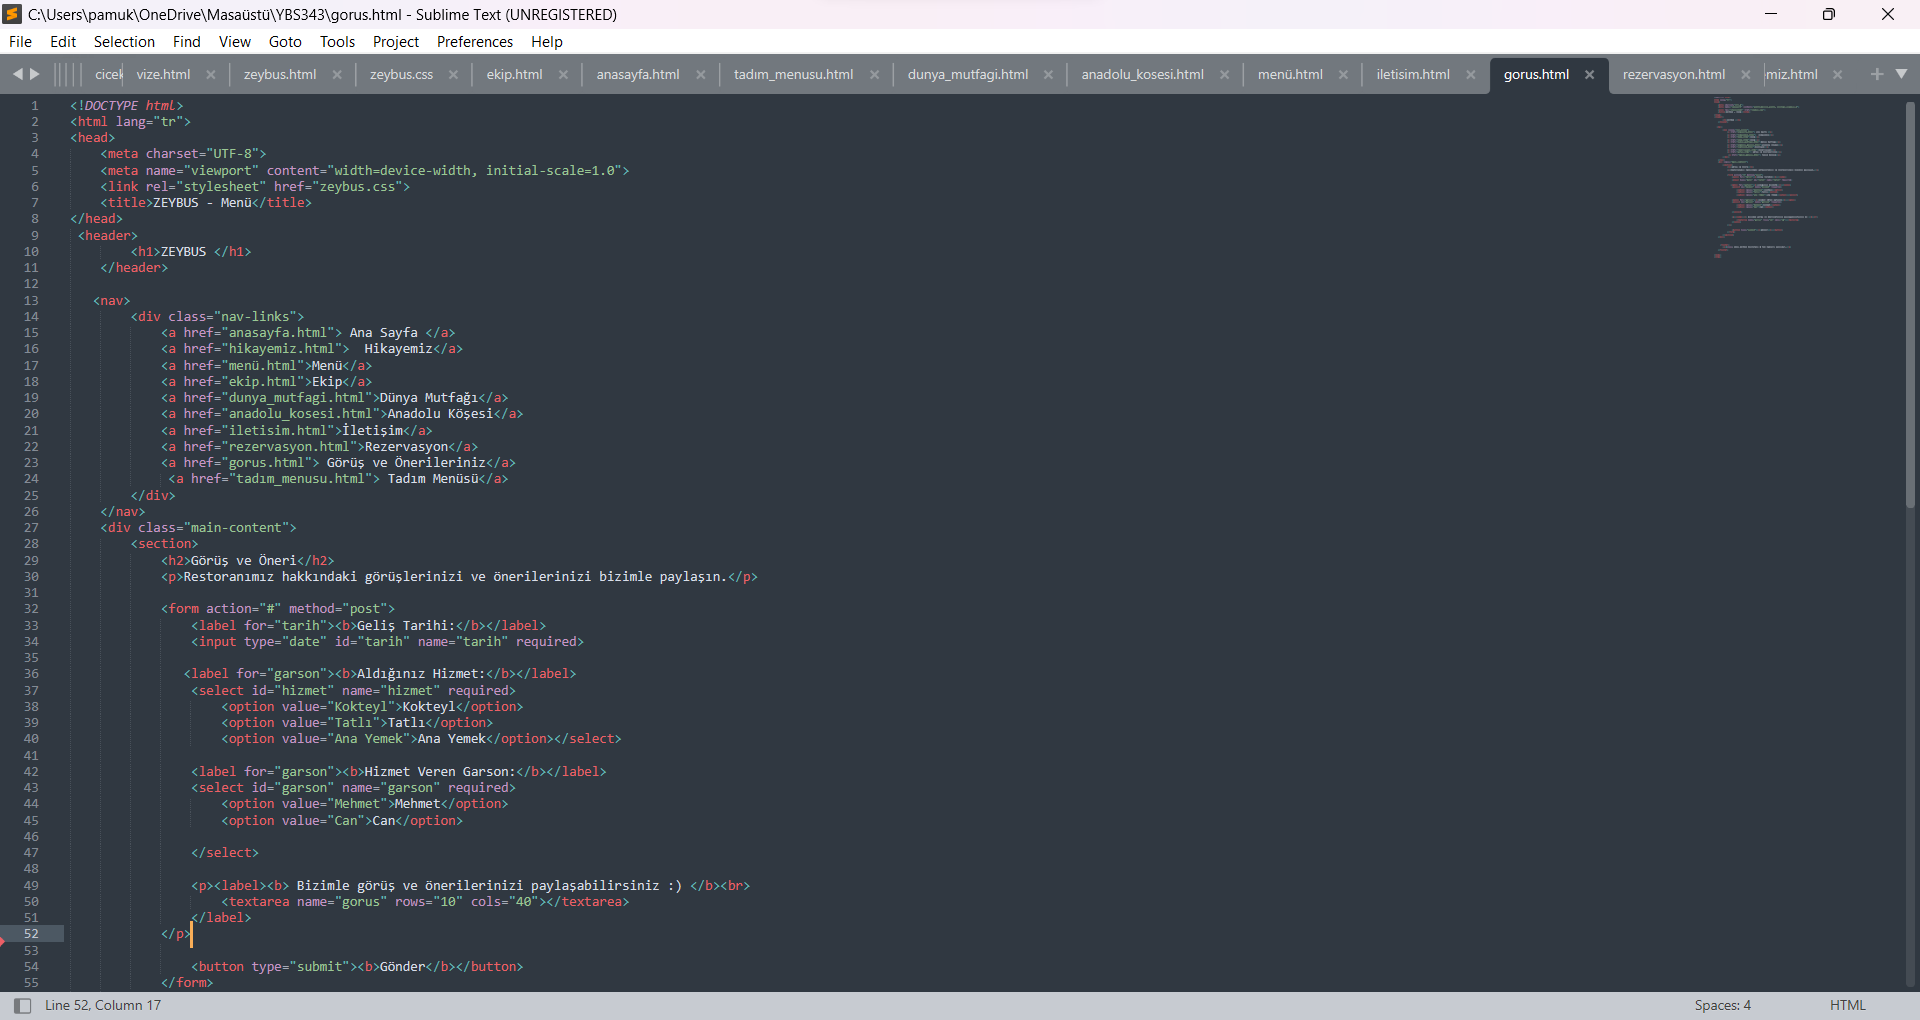 C:\Users\pamuk\OneDrive\Masaüstü\YBS343\gorus.html - Sublime Text (UNREGISTERED)
File Edit Selection Find View Goto Tools Project Preferences Help
cicek vize.html zeybus.html zeybus.css ekip.html anasayfa.html tadım_menusu.html dunya_mutfagi.html anadolu_kosesi.html menü.html iletisim.html gorus.html rezervasyon.html miz.html
1 <!DOCTYPE html>
2 <html lang="tr">
3 <head>
4 <meta charset="UTF-8">
5 <meta name="viewport" content="width=device-width, initial-scale=1.0">
6 <link rel="stylesheet" href="zeybus.css">
7 <title>ZEYBUS - Menü</title>
8 </head>
9 <header>
10 <h1>ZEYBUS </h1>
11 </header>
12
13 <nav>
14 <div class="nav-links">
15 <a href="anasayfa.html"> Ana Sayfa </a>
16 <a href="hikayemiz.html">  Hikayemiz</a>
17 <a href="menü.html">Menü</a>
18 <a href="ekip.html">Ekip</a>
19 <a href="dunya_mutfagi.html">Dünya Mutfağı</a>
20 <a href="anadolu_kosesi.html">Anadolu Köşesi</a>
21 <a href="iletisim.html">İletişim</a>
22 <a href="rezervasyon.html">Rezervasyon</a>
23 <a href="gorus.html"> Görüş ve Önerileriniz</a>
24 <a href="tadım_menusu.html"> Tadım Menüsü</a>
25 </div>
26 </nav>
27 <div class="main-content">
28 <section>
29 <h2>Görüş ve Öneri</h2>
30 <p>Restoranımız hakkındaki görüşlerinizi ve önerilerinizi bizimle paylaşın.</p>
31
32 <form action="#" method="post">
33 <label for="tarih"><b>Geliş Tarihi:</b></label>
34 <input type="date" id="tarih" name="tarih" required>
35
36 <label for="garson"><b>Aldığınız Hizmet:</b></label>
37 <select id="hizmet" name="hizmet" required>
38 <option value="Kokteyl">Kokteyl</option>
39 <option value="Tatlı">Tatlı</option>
40 <option value="Ana Yemek">Ana Yemek</option></select>
41
42 <label for="garson"><b>Hizmet Veren Garson:</b></label>
43 <select id="garson" name="garson" required>
44 <option value="Mehmet">Mehmet</option>
45 <option value="Can">Can</option>
46
47 </select>
48
49 <p><label><b> Bizimle görüş ve önerilerinizi paylaşabilirsiniz :) </b><br>
50 <textarea name="gorus" rows="10" cols="40"></textarea>
51 </label>
52 </p>
53
54 <button type="submit"><b>Gönder</b></button>
55 </form>
Line 52, Column 17 Spaces: 4 HTML